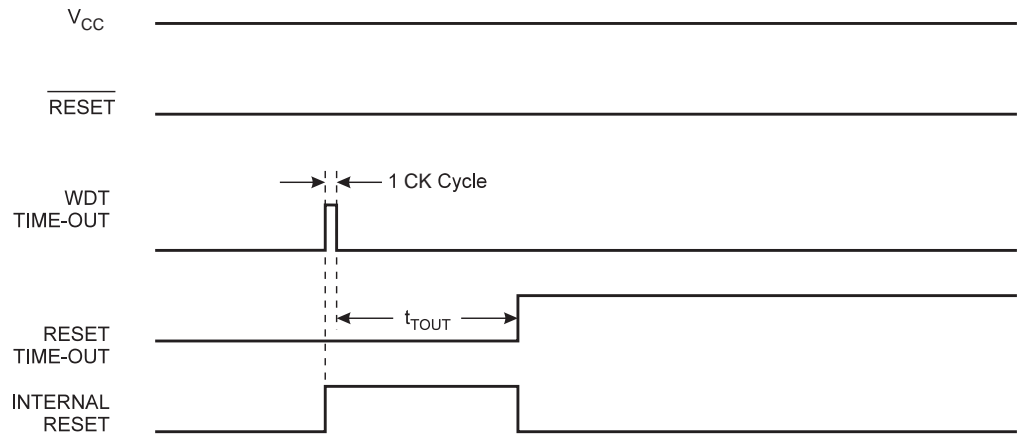 VCC
RESET
WDT
TIME-OUT
1 CK Cycle
RESET
TIME-OUT
tTOUT
INTERNAL
RESET